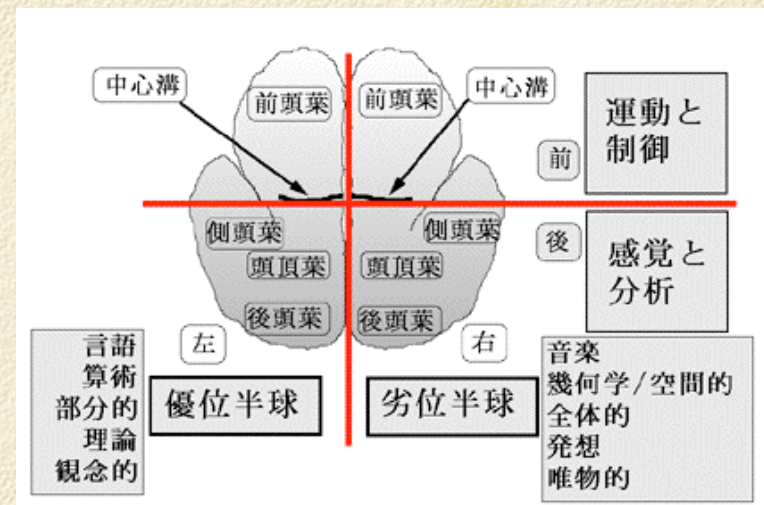 中心溝
前頭葉
前頭葉
中心溝
運動と
制御
前
側頭葉
側頭葉
後
感覚と
分析
頭頂葉
頭頂葉
後頭葉
後頭葉
左
右
言語
算術
部分的
理論
観念的
優位半球
劣位半球
音楽
幾何学/空間的
全体的
発想
唯物的